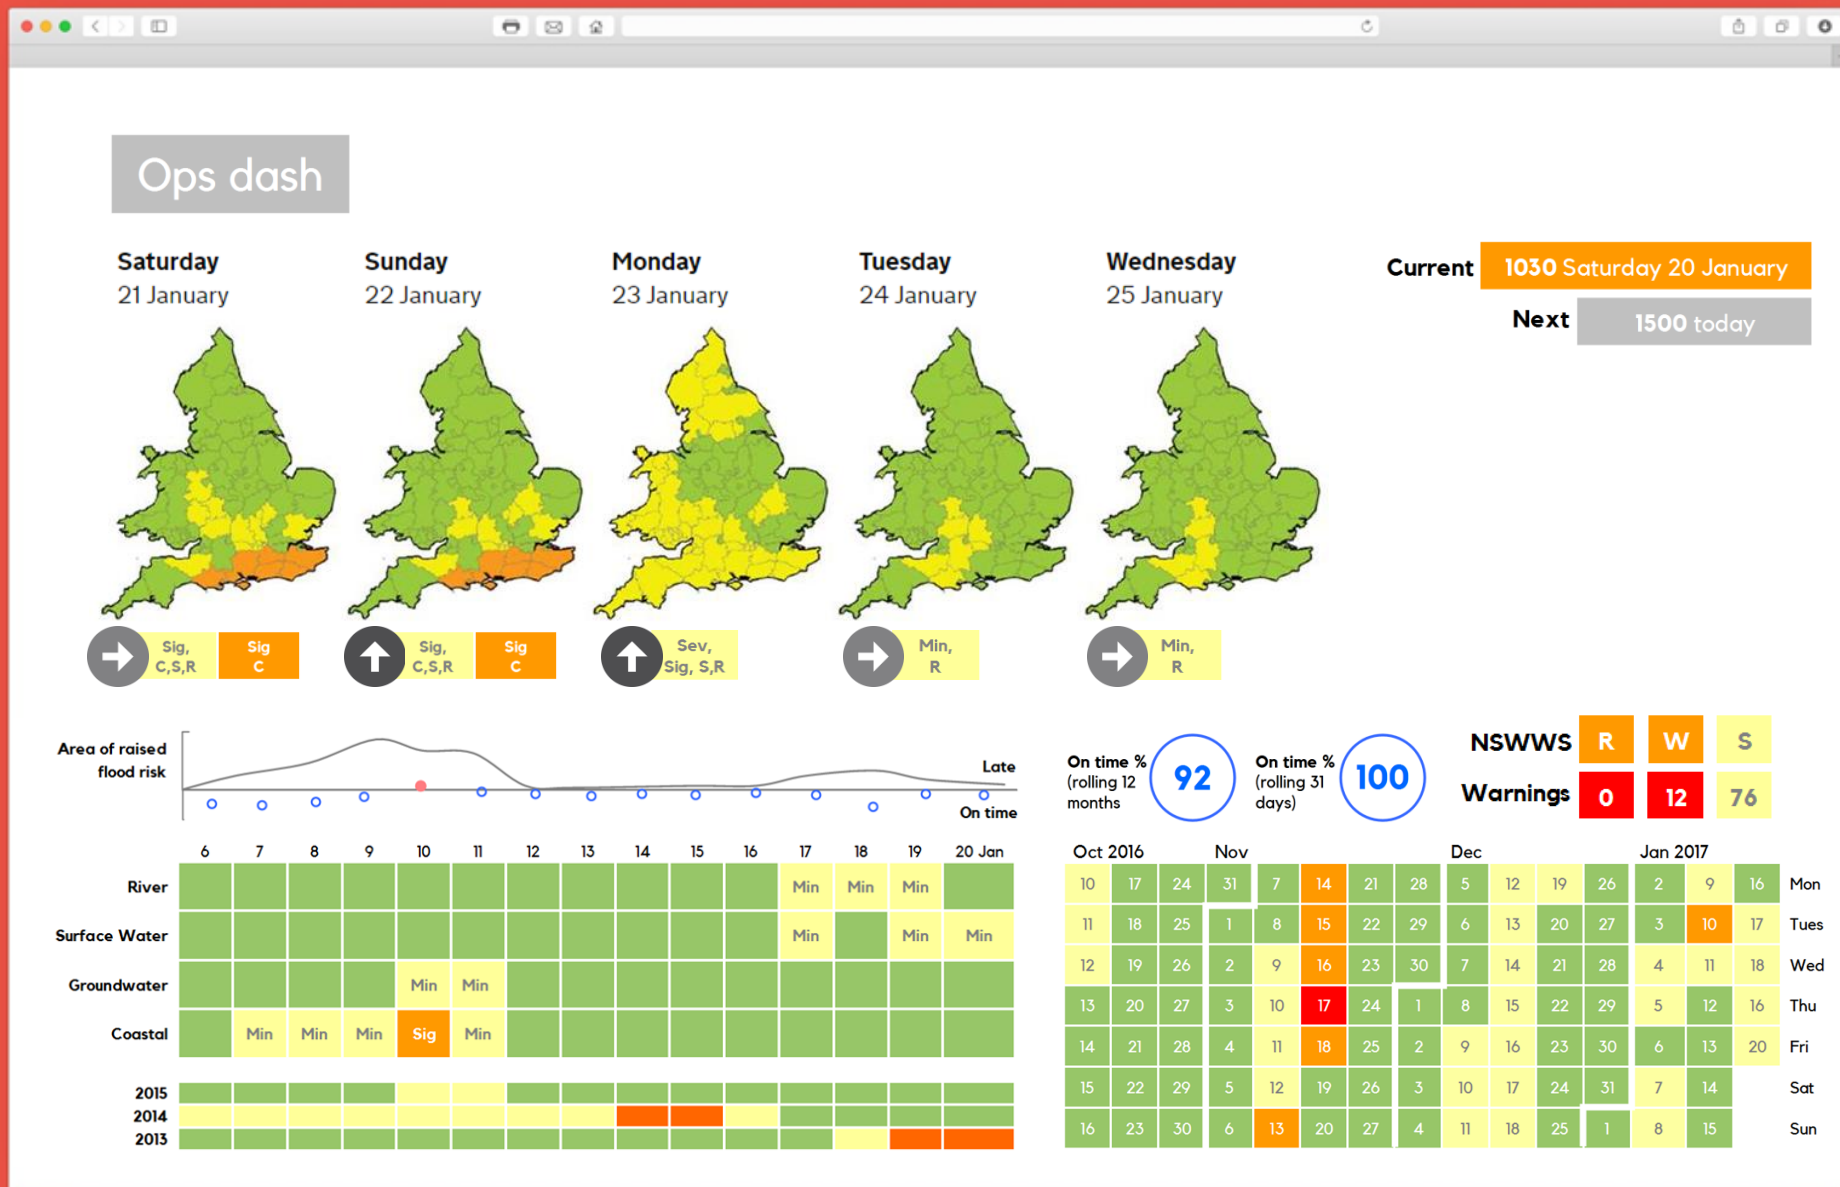 Ops dash
Saturday
21 January
Sunday
22 January
Monday
23 January
Tuesday
24 January
Wednesday
25 January
Current
1030 Saturday 20 January
Next
1500 today
Sig,
C,S,R
Sig
C
Sig,
C,S,R
Sig
C
Sev,
Sig, S,R
Min,
R
Min,
R
Area of raised
flood risk
Late
On time
On time %
(rolling 12
months
92
On time %
(rolling 31
days)
100
NSWWS R W S
Warnings 0 12 76
6 7 8 9 10 11 12 13 14 15 16 17 18 19 20 Jan
River Min Min Min
Surface Water Min Min Min
Groundwater Min Min
Coastal Min Min Min Sig Min
2015
2014
2013
Oct 2016 Nov Dec Jan 2017
10 17 24 31 7 14 21 28 5 12 19 26 2 9 16 Mon
11 18 25 1 8 15 22 29 6 13 20 27 3 10 17 Tues
12 19 26 2 9 16 23 30 7 14 21 28 4 11 18 Wed
13 20 27 3 10 17 24 1 8 15 22 29 5 12 16 Thu
14 21 28 4 11 18 25 2 9 16 23 30 6 13 20 Fri
15 22 29 5 12 19 26 3 10 17 24 31 7 14 Sat
16 23 30 6 13 20 27 4 11 18 25 1 8 15 Sun